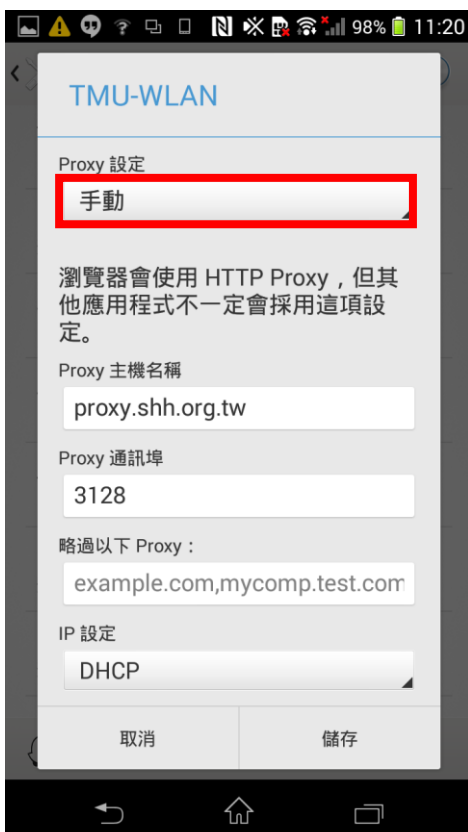 98% 11:20
TMU-WLAN
Proxy 設定
手動
瀏覽器會使用 HTTP Proxy,但其
他應用程式不一定會採用這項設
定。
Proxy 主機名稱
proxy.shh.org.tw
Proxy 通訊埠
3128
略過以下 Proxy:
example.com,mycomp.test.com
IP 設定
DHCP
取消 儲存